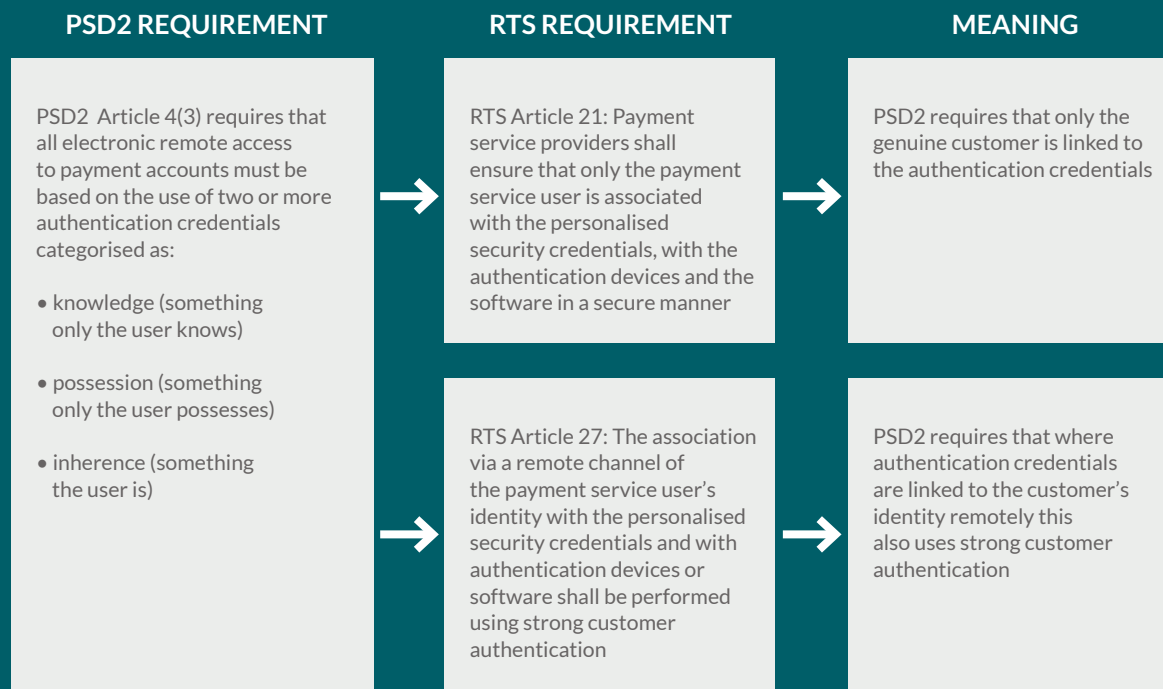 PSD2 REQUIREMENT
RTS REQUIREMENT
MEANING
PSD2  Article 4(3) requires that
all electronic remote access
to payment accounts must be
based on the use of two or more
authentication credentials
categorised as:
• knowledge (something
only the user knows)
• possession (something
only the user possesses)
• inherence (something
the user is)
RTS Article 21: Payment
service providers shall
ensure that only the payment
service user is associated
with the personalised
security credentials, with the
authentication devices and the
software in a secure manner
PSD2 requires that only the
genuine customer is linked to
the authentication credentials
RTS Article 27: The association
via a remote channel of
the payment service user’s
identity with the personalised
security credentials and with
authentication devices or
software shall be performed
using strong customer
authentication
PSD2 requires that where
authentication credentials
are linked to the customer’s
identity remotely this
also uses strong customer
authentication